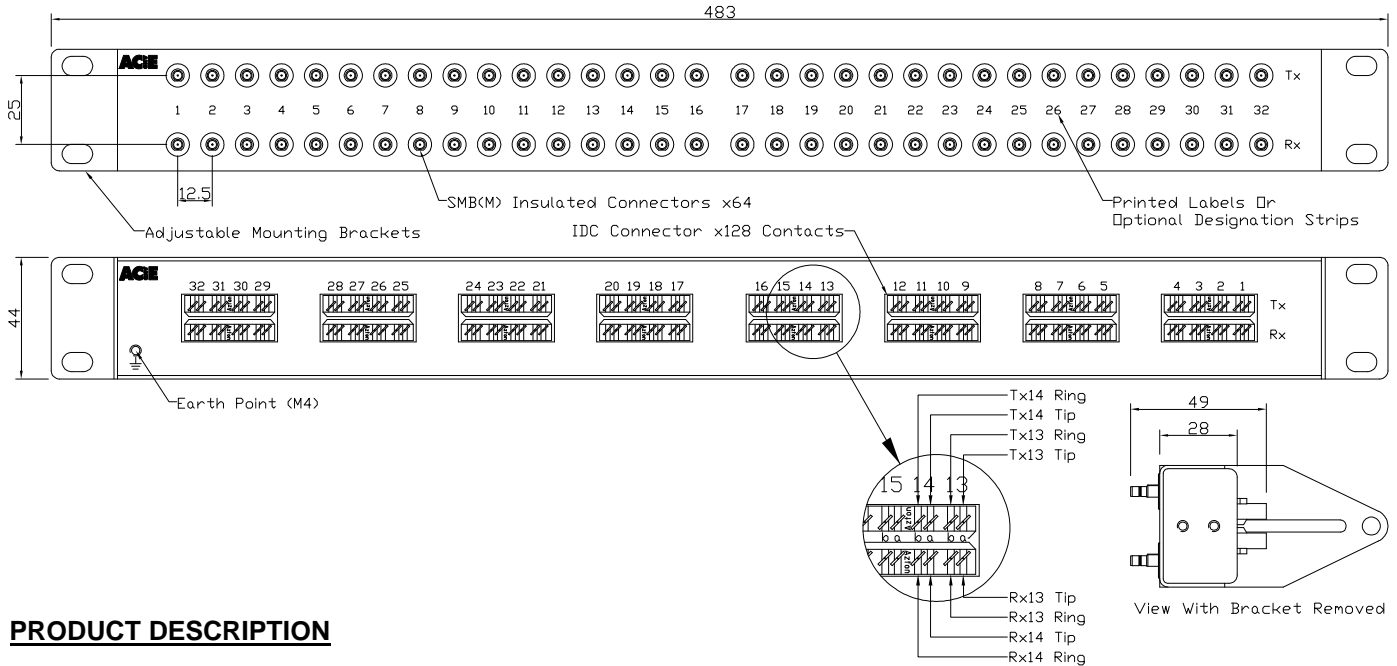 483
ACIE
Tx
25
1 2 3 4 5 6 7 8 9 10 11 12 13 14 15 16 17 18 19 20 21 22 23 24 25 26 27 28 29 30 31 32
Rx
12.5
SMB(M) Insulated Connectors x64
Printed Labels Or
Optional Designation Strips
Adjustable Mounting Brackets
IDC Connector x128 Contacts
ACIE
32 31 30 29 28 27 26 25 24 23 22 21 20 19 18 17 16 15 14 13 12 11 10 9 8 7 6 5 4 3 2 1
Tx
44
Rx
Earth Point (M4)
Tx14 Ring
Tx14 Tip
Tx13 Ring
Tx13 Tip
49
28
15 14 13
Rx13 Tip
Rx13 Ring
Rx14 Tip
Rx14 Ring
View With Bracket Removed
PRODUCT DESCRIPTION